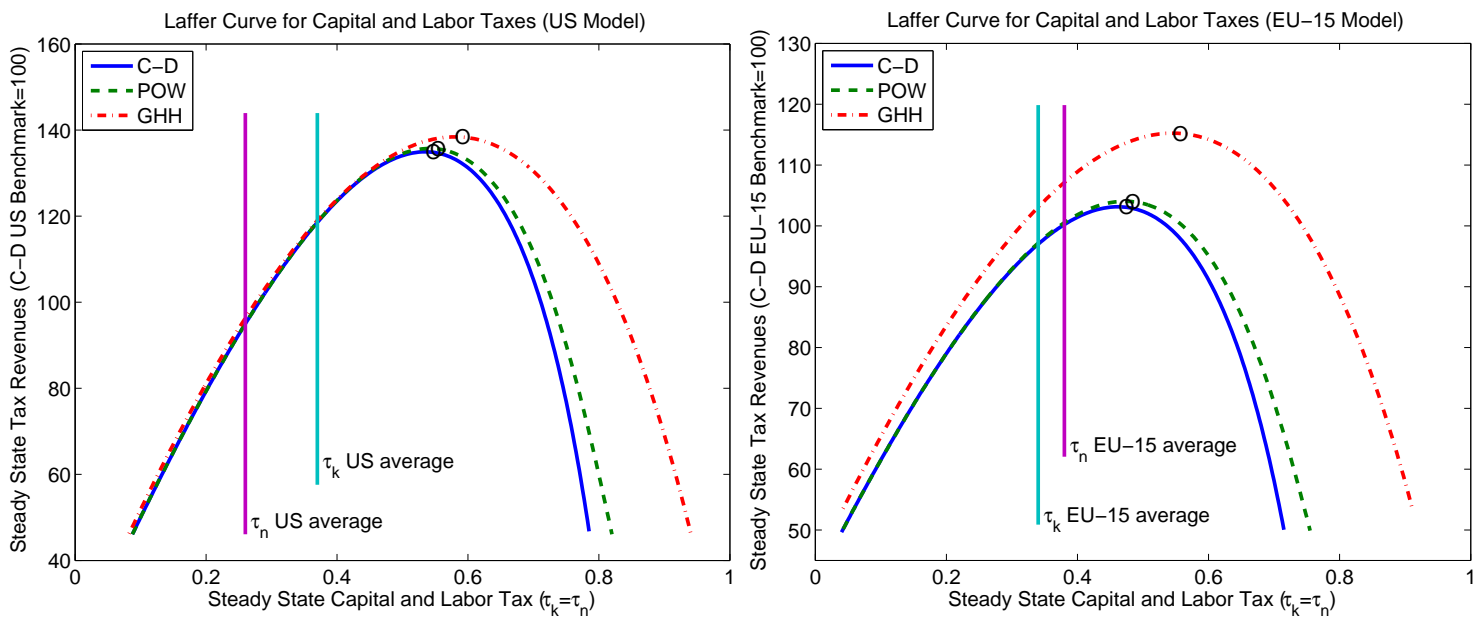 Laffer Curve for Capital and Labor Taxes (US Model)
160
140
120
100
80
60
40
Steady State Tax Revenues (C−D US Benchmark=100)
C−D
POW
GHH
τk US average
τn US average
0
0.2
0.4
0.6
0.8
1
Steady State Capital and Labor Tax (τk=τn)
Laffer Curve for Capital and Labor Taxes (EU−15 Model)
130
120
110
100
90
80
70
60
50
Steady State Tax Revenues (C−D EU−15 Benchmark=100)
C−D
POW
GHH
τn EU−15 average
τk EU−15 average
0
0.2
0.4
0.6
0.8
1
Steady State Capital and Labor Tax (τk=τn)